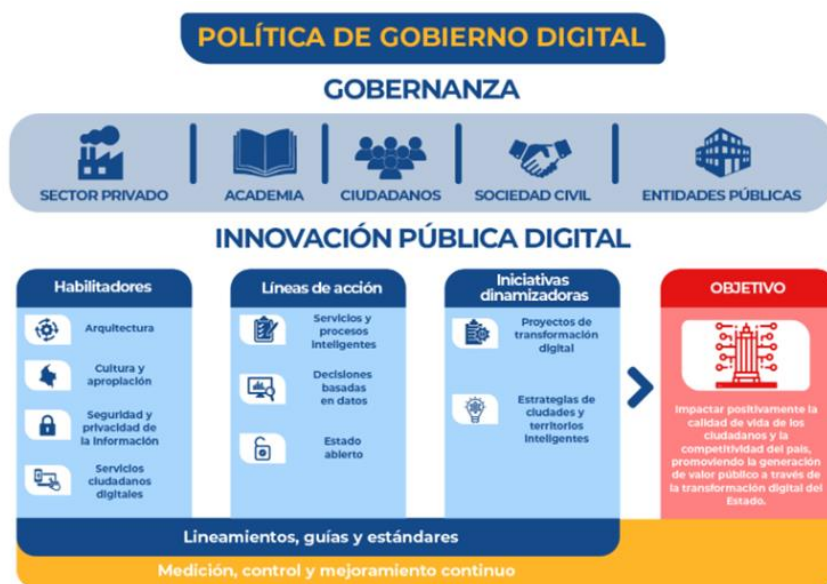 POLÍTICA DE GOBIERNO DIGITAL
GOBERNANZA
SECTOR PRIVADO
ACADEMIA
CIUDADANOS
SOCIEDAD CIVIL
ENTIDADES PÚBLICAS
INNOVACIÓN PÚBLICA DIGITAL
Habilitadores
Arquitectura
Cultura y
apropiación
Seguridad y
privacidad de
la Información
Servicios
ciudadanos
digitales
Líneas de acción
Servicios y
procesos
inteligentes
Decisiones
basadas
en datos
Estado
abierto
Iniciativas
dinamizadoras
Proyectos de
transformación
digital
Estrategias de
ciudades y
territorios
Inteligentes
OBJETIVO
Impactar positivamente la
calidad de vida de los
ciudadanos y la
competitividad del país,
promoviendo la generación
de valor público a través de
la transformación digital del
Estado.
Lineamientos, guías y estándares
Medición, control y mejoramiento continuo